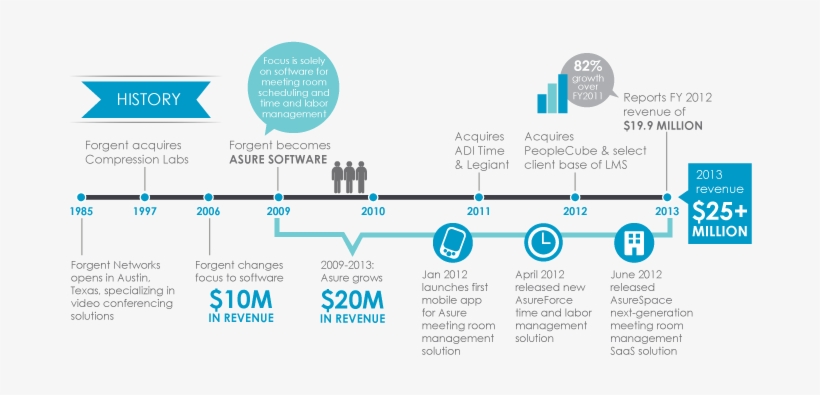 HISTORY
Focus is solely
on software for
meeting room
scheduling and
time and labor
management
82%
growth
over
FY2011
Reports FY 2012
revenue of
$19.9 MILLION
Forgent acquires
Compression Labs
Forgent becomes
ASURE SOFTWARE
Acquires
ADI Time
& Legiant
Acquires
PeopleCube & select
client base of LMS
2013
revenue
$25+
MILLION
1985
1997
2006
2009
2010
2011
2012
2013
Forgent Networks
opens in Austin,
Texas, specializing in
video conferencing
solutions
Forgent changes
focus to software
$10M
IN REVENUE
2009-2013:
Asure grows
$20M
IN REVENUE
Jan 2012
launches first
mobile app
for Asure
meeting room
management
solution
April 2012
released new
AsureForce
time and labor
management
solution
June 2012
released
AsureSpace
next-generation
meeting room
management
SaaS solution